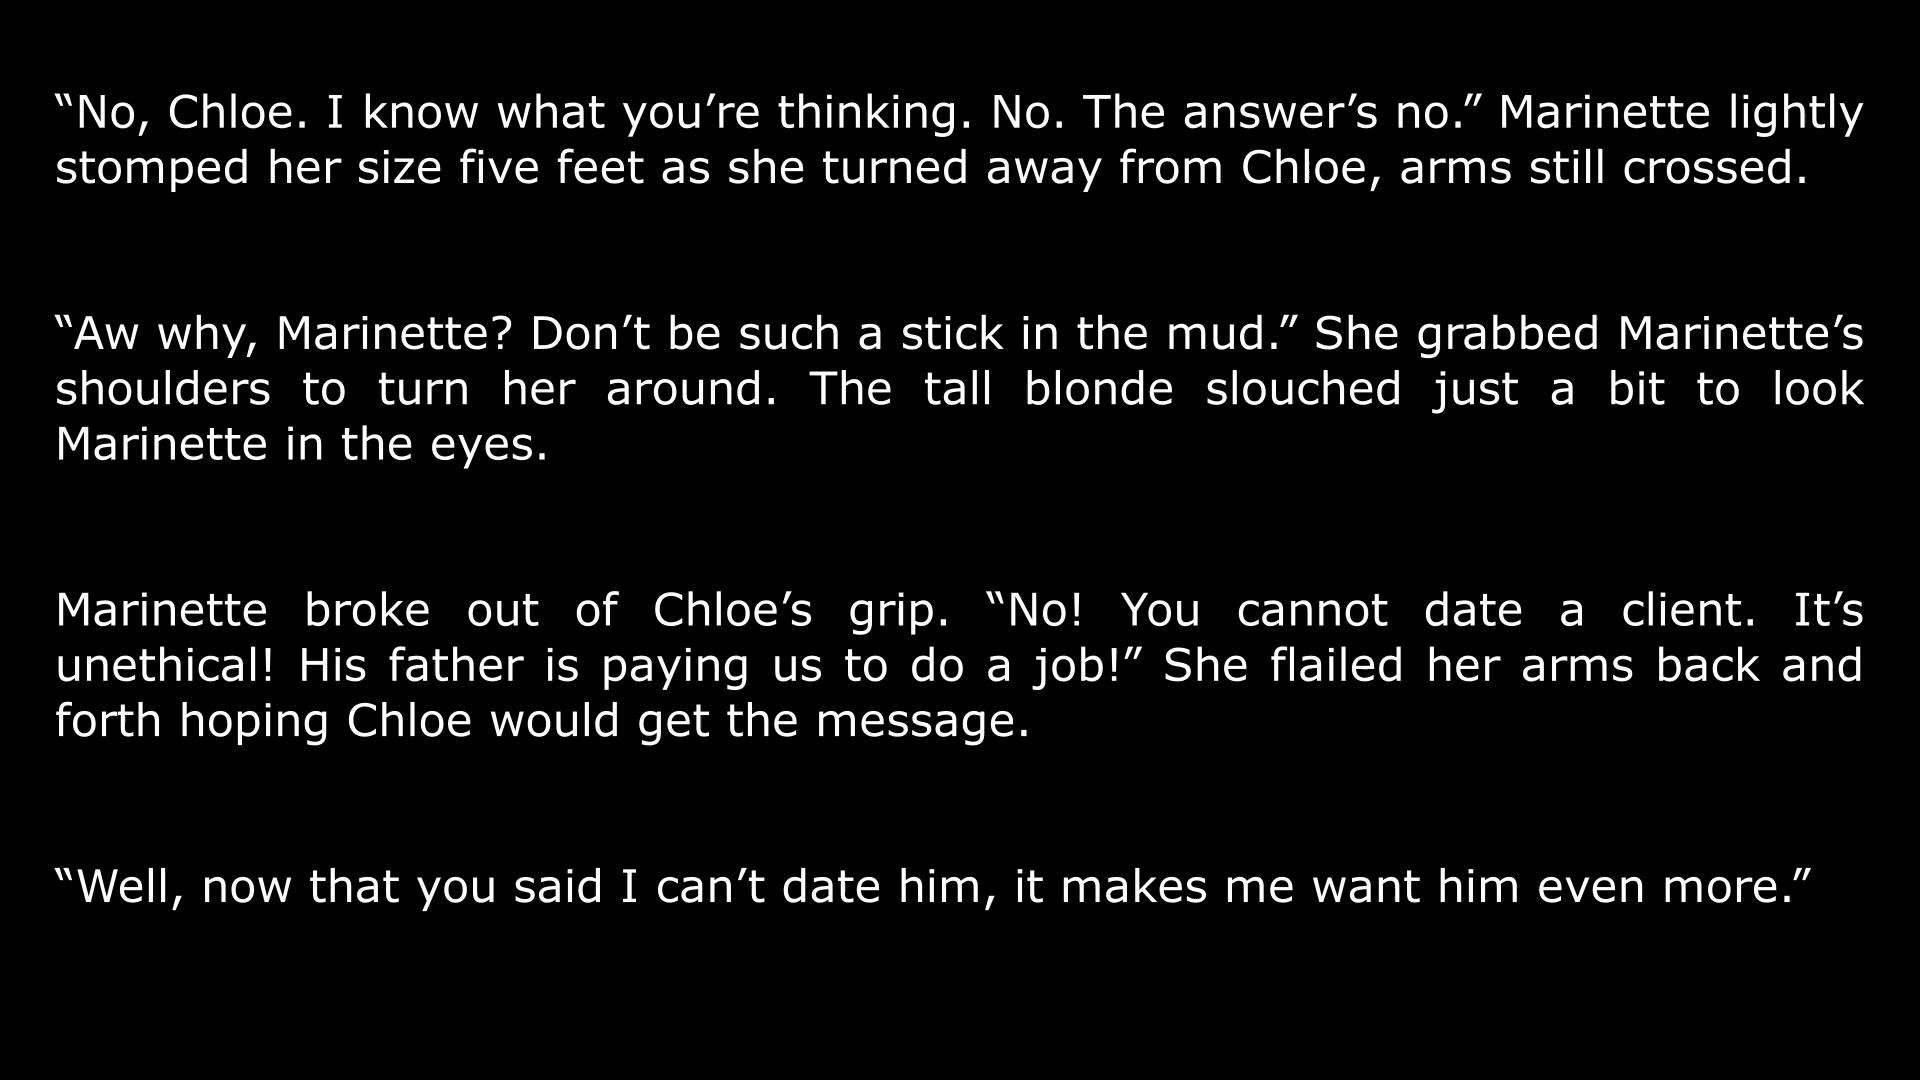 “No, Chloe. I know what you’re thinking. No. The answer’s no.” Marinette lightly
stomped her size five feet as she turned away from Chloe, arms still crossed.
“Aw why, Marinette? Don’t be such a stick in the mud.” She grabbed Marinette’s
shoulders to turn her around. The tall blonde slouched just a bit to look
Marinette in the eyes.
Marinette broke out of Chloe’s grip. “No! You cannot date a client. It’s
unethical! His father is paying us to do a job!” She flailed her arms back and
forth hoping Chloe would get the message.
“Well, now that you said I can’t date him, it makes me want him even more.”